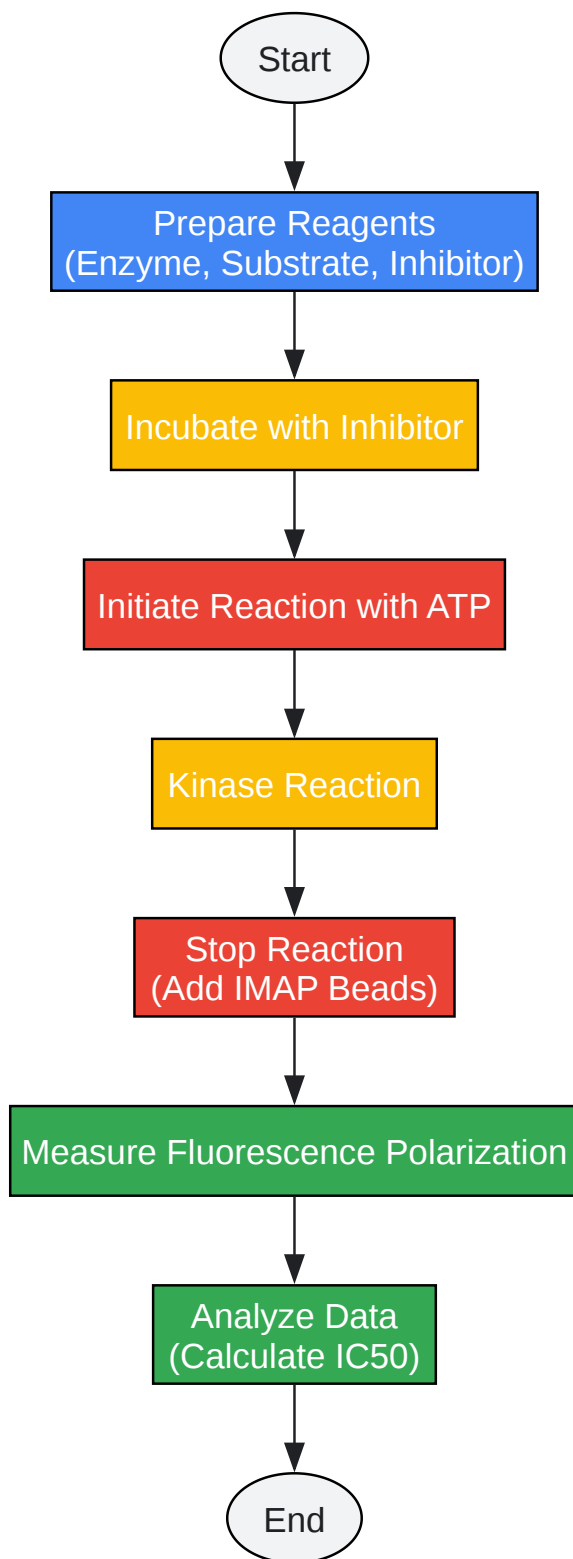 Start
Prepare Reagents
(Enzyme, Substrate, Inhibitor)
Incubate with Inhibitor
Initiate Reaction with ATP
Kinase Reaction
Stop Reaction
(Add IMAP Beads)
Measure Fluorescence Polarization
Analyze Data
(Calculate IC50)
End